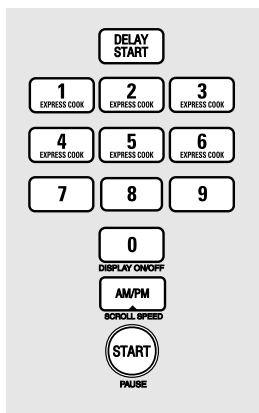 DELAY
START
1 2 3
EXPRESS COOK EXPRESS COOK EXPRESS COOK
4 5 6
EXPRESS COOK EXPRESS COOK EXPRESS COOK
7 8 9
0
DISPLAY ON/OFF
AM/PM
SCROLL SPEED
START
PAUSE